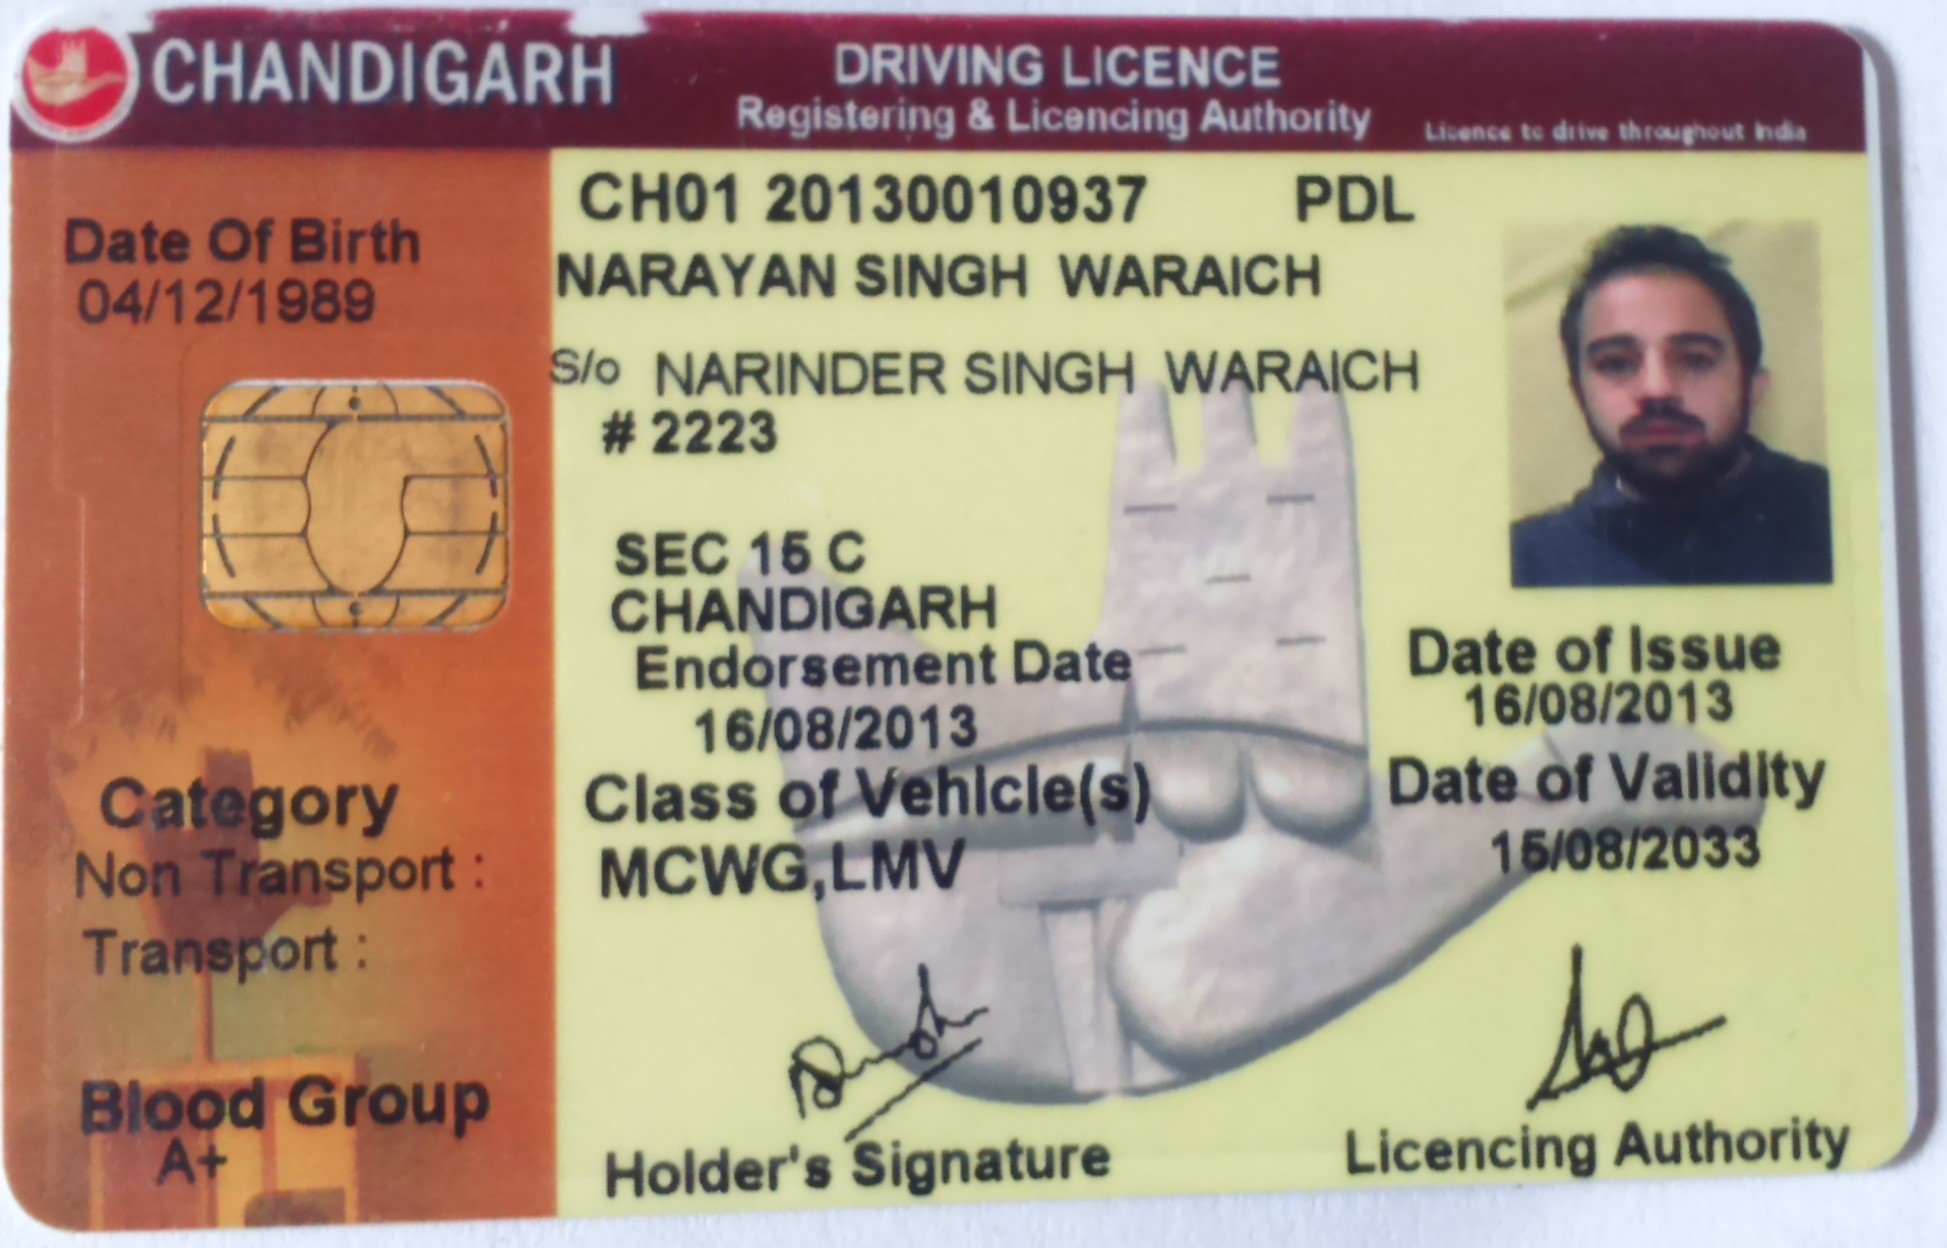 CHANDIGARH
DRIVING LICENCE
Registering & Licencing Authority
Licence to drive throughout India
CH01 20130010937 PDL
Date Of Birth
04/12/1989
NARAYAN SINGH WARAICH
S/o NARINDER SINGH WARAICH
# 2223
SEC 15 C
CHANDIGARH
Endorsement Date
16/08/2013
Date of Issue
16/08/2013
Class of Vehicle(s)
MCWG,LMV
Date of Validity
15/08/2033
Category
Non Transport :
Transport :
Blood Group
A+
Holder's Signature
Licencing Authority